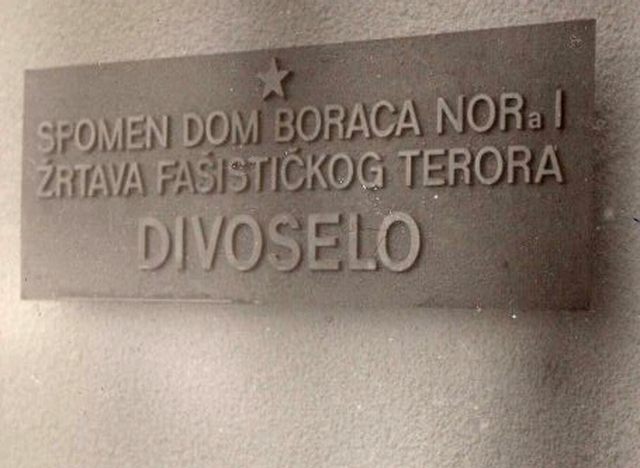 SPOMEN DOM BORACA NORa I
ŽRTAVA FAŠISTIČKOG TERORA
DIVOSELO